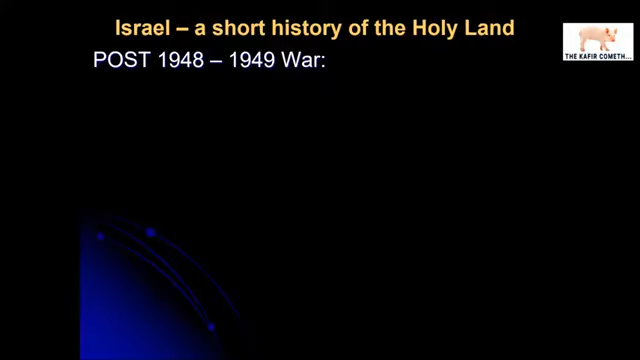 Israel – a short history of the Holy Land
POST 1948 – 1949 War:
THE KAFIR COMETH...